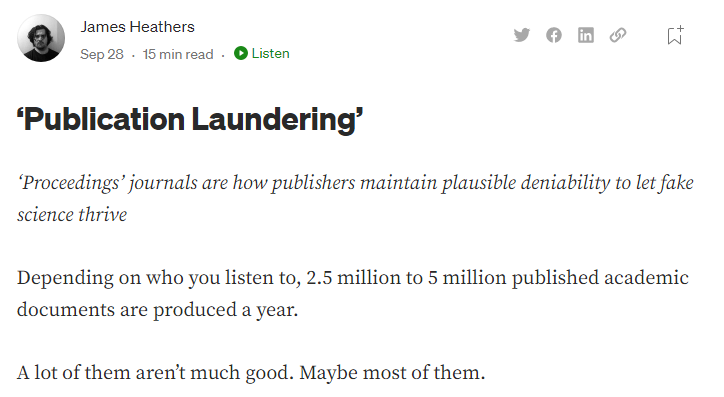 James Heathers
Sep 28 · 15 min read · Listen
‘Publication Laundering’
‘Proceedings’ journals are how publishers maintain plausible deniability to let fake
science thrive
Depending on who you listen to, 2.5 million to 5 million published academic
documents are produced a year.
A lot of them aren’t much good. Maybe most of them.